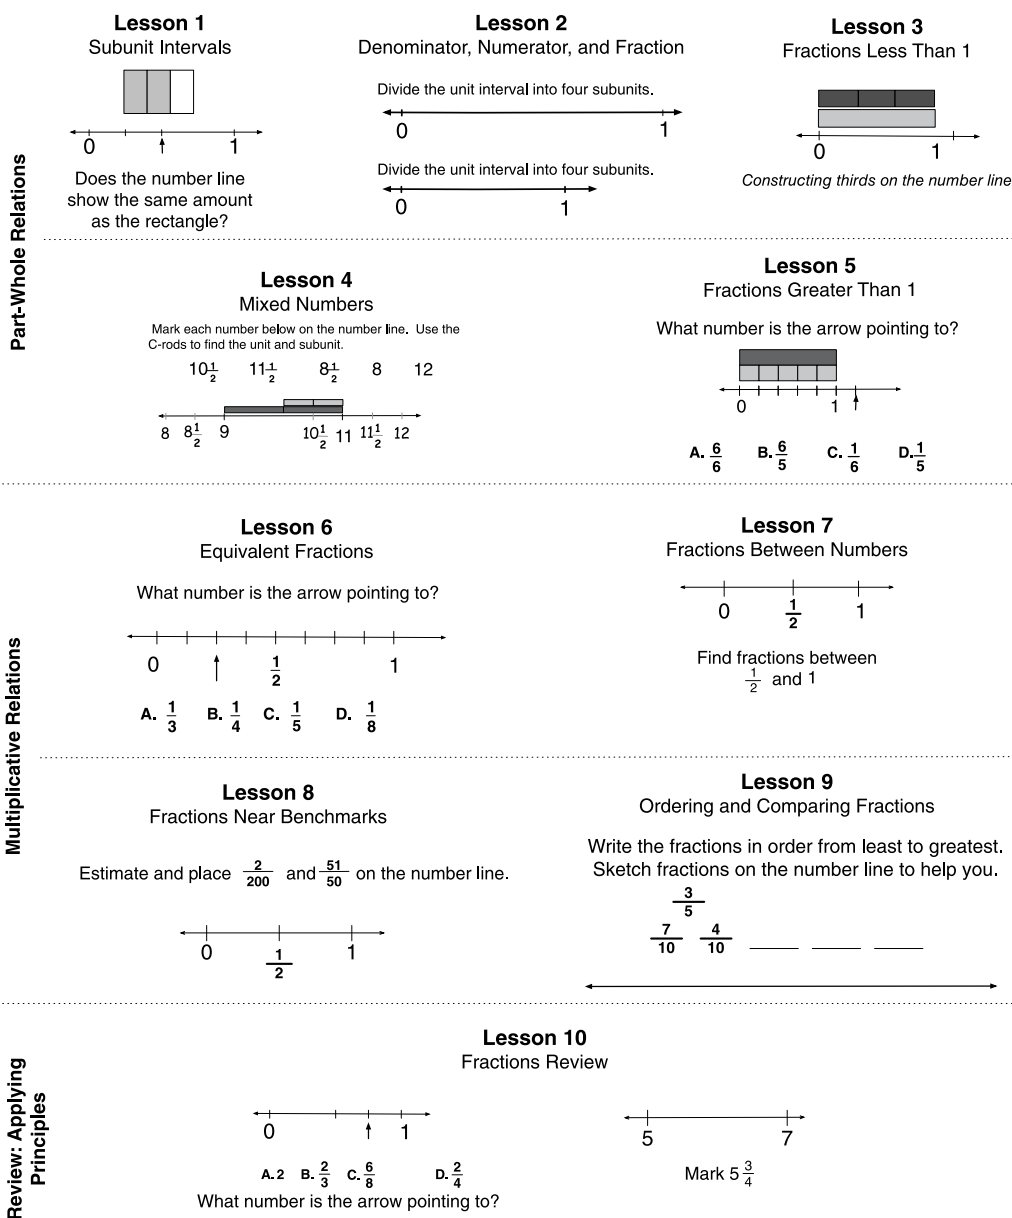 Part-Whole Relations
Lesson 1
Subunit Intervals
0 1
Does the number line
show the same amount
as the rectangle?
Lesson 2
Denominator, Numerator, and Fraction
Divide the unit interval into four subunits.
0 1
Divide the unit interval into four subunits.
0 1
Lesson 3
Fractions Less Than 1
0 1
Constructing thirds on the number line
Lesson 4
Mixed Numbers
Mark each number below on the number line. Use the
C-rods to find the unit and subunit.
10 1/2 11 1/2 8 1/2 8 12
8 8 1/2 9 10 1/2 11 11 1/2 12
Lesson 5
Fractions Greater Than 1
What number is the arrow pointing to?
0 1
A. 6/6 B. 6/5 C. 1/6 D. 1/5
Multiplicative Relations
Lesson 6
Equivalent Fractions
What number is the arrow pointing to?
0 1/2 1
A. 1/3 B. 1/4 C. 1/5 D. 1/8
Lesson 7
Fractions Between Numbers
0 1/2 1
Find fractions between
1/2 and 1
Lesson 8
Fractions Near Benchmarks
Estimate and place 2/200 and 51/50 on the number line.
0 1/2 1
Lesson 9
Ordering and Comparing Fractions
Write the fractions in order from least to greatest.
Sketch fractions on the number line to help you.
3/5
7/10 4/10 ___ ___ ___
Review: Applying
Principles
Lesson 10
Fractions Review
0 1
A. 2 B. 2/3 C. 6/8 D. 2/4
What number is the arrow pointing to?
5 7
Mark 5 3/4